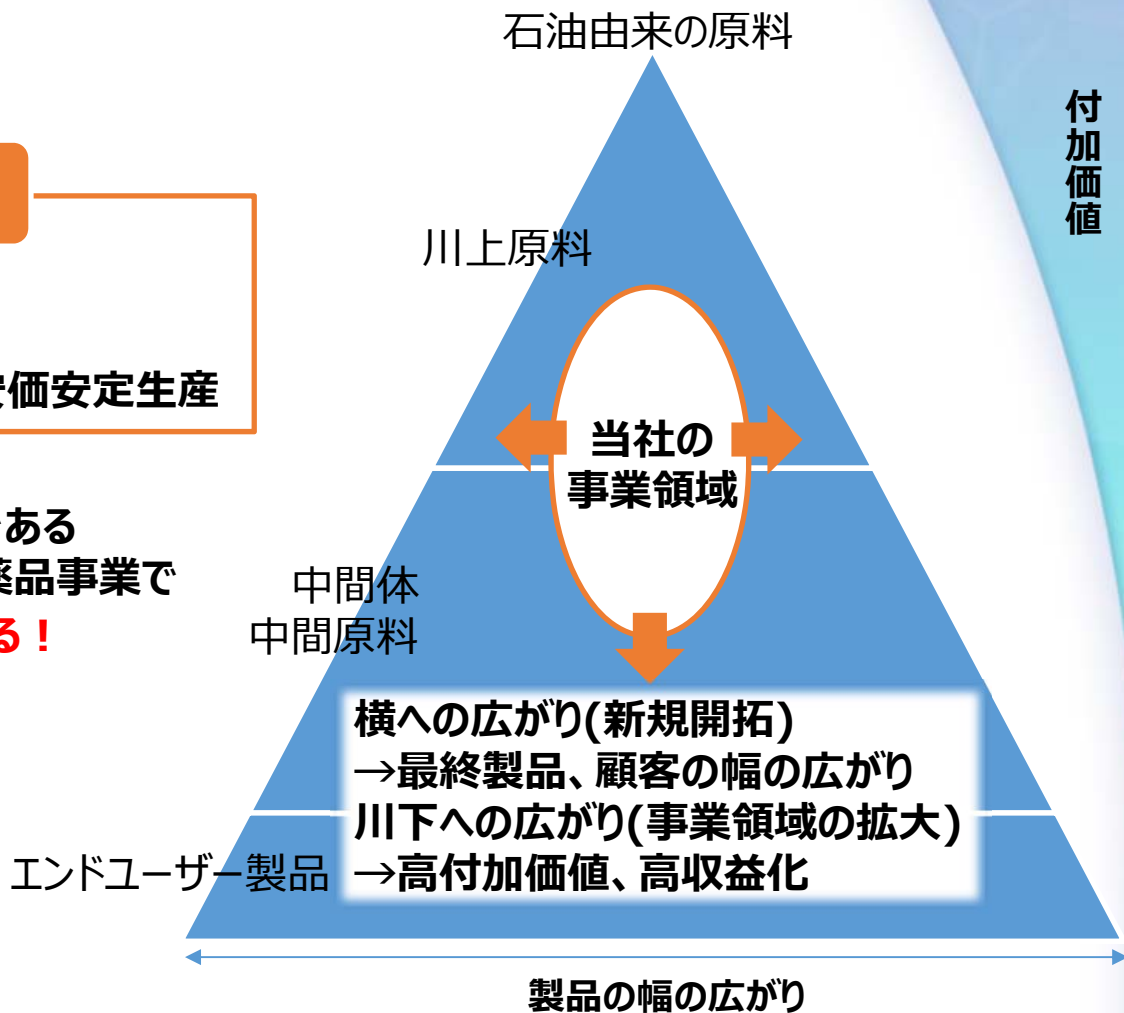 石油由来の原料
付加価値
川上原料
価安定生産
当社の
事業領域
ある
薬品事業で
る！
中間体
中間原料
横への広がり(新規開拓)
→最終製品、顧客の幅の広がり
川下への広がり(事業領域の拡大)
→高付加価値、高収益化
エンドユーザー製品
製品の幅の広がり